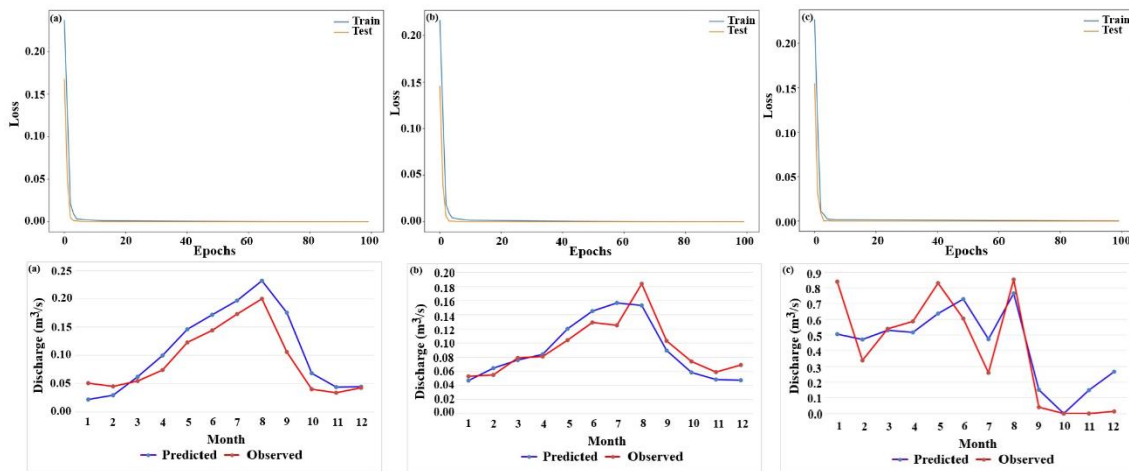 (a)
Train
Test
0.20
0.15
0.10
0.05
0.00
Loss
0 20 40 60 80 100
Epochs
(b)
Train
Test
0.20
0.15
0.10
0.05
0.00
Loss
0 20 40 60 80 100
Epochs
(c)
Train
Test
0.20
0.15
0.10
0.05
0.00
Loss
0 20 40 60 80 100
Epochs
(a)
0.25
0.20
0.15
0.10
0.05
0.00
Discharge (m³/s)
1 2 3 4 5 6 7 8 9 10 11 12
Month
Predicted Observed
(b)
0.20
0.18
0.16
0.14
0.12
0.10
0.08
0.06
0.04
0.02
0.00
Discharge (m³/s)
1 2 3 4 5 6 7 8 9 10 11 12
Month
Predicted Observed
(c)
0.9
0.8
0.7
0.6
0.5
0.4
0.3
0.2
0.1
0.0
Discharge (m³/s)
1 2 3 4 5 6 7 8 9 10 11 12
Month
Predicted Observed